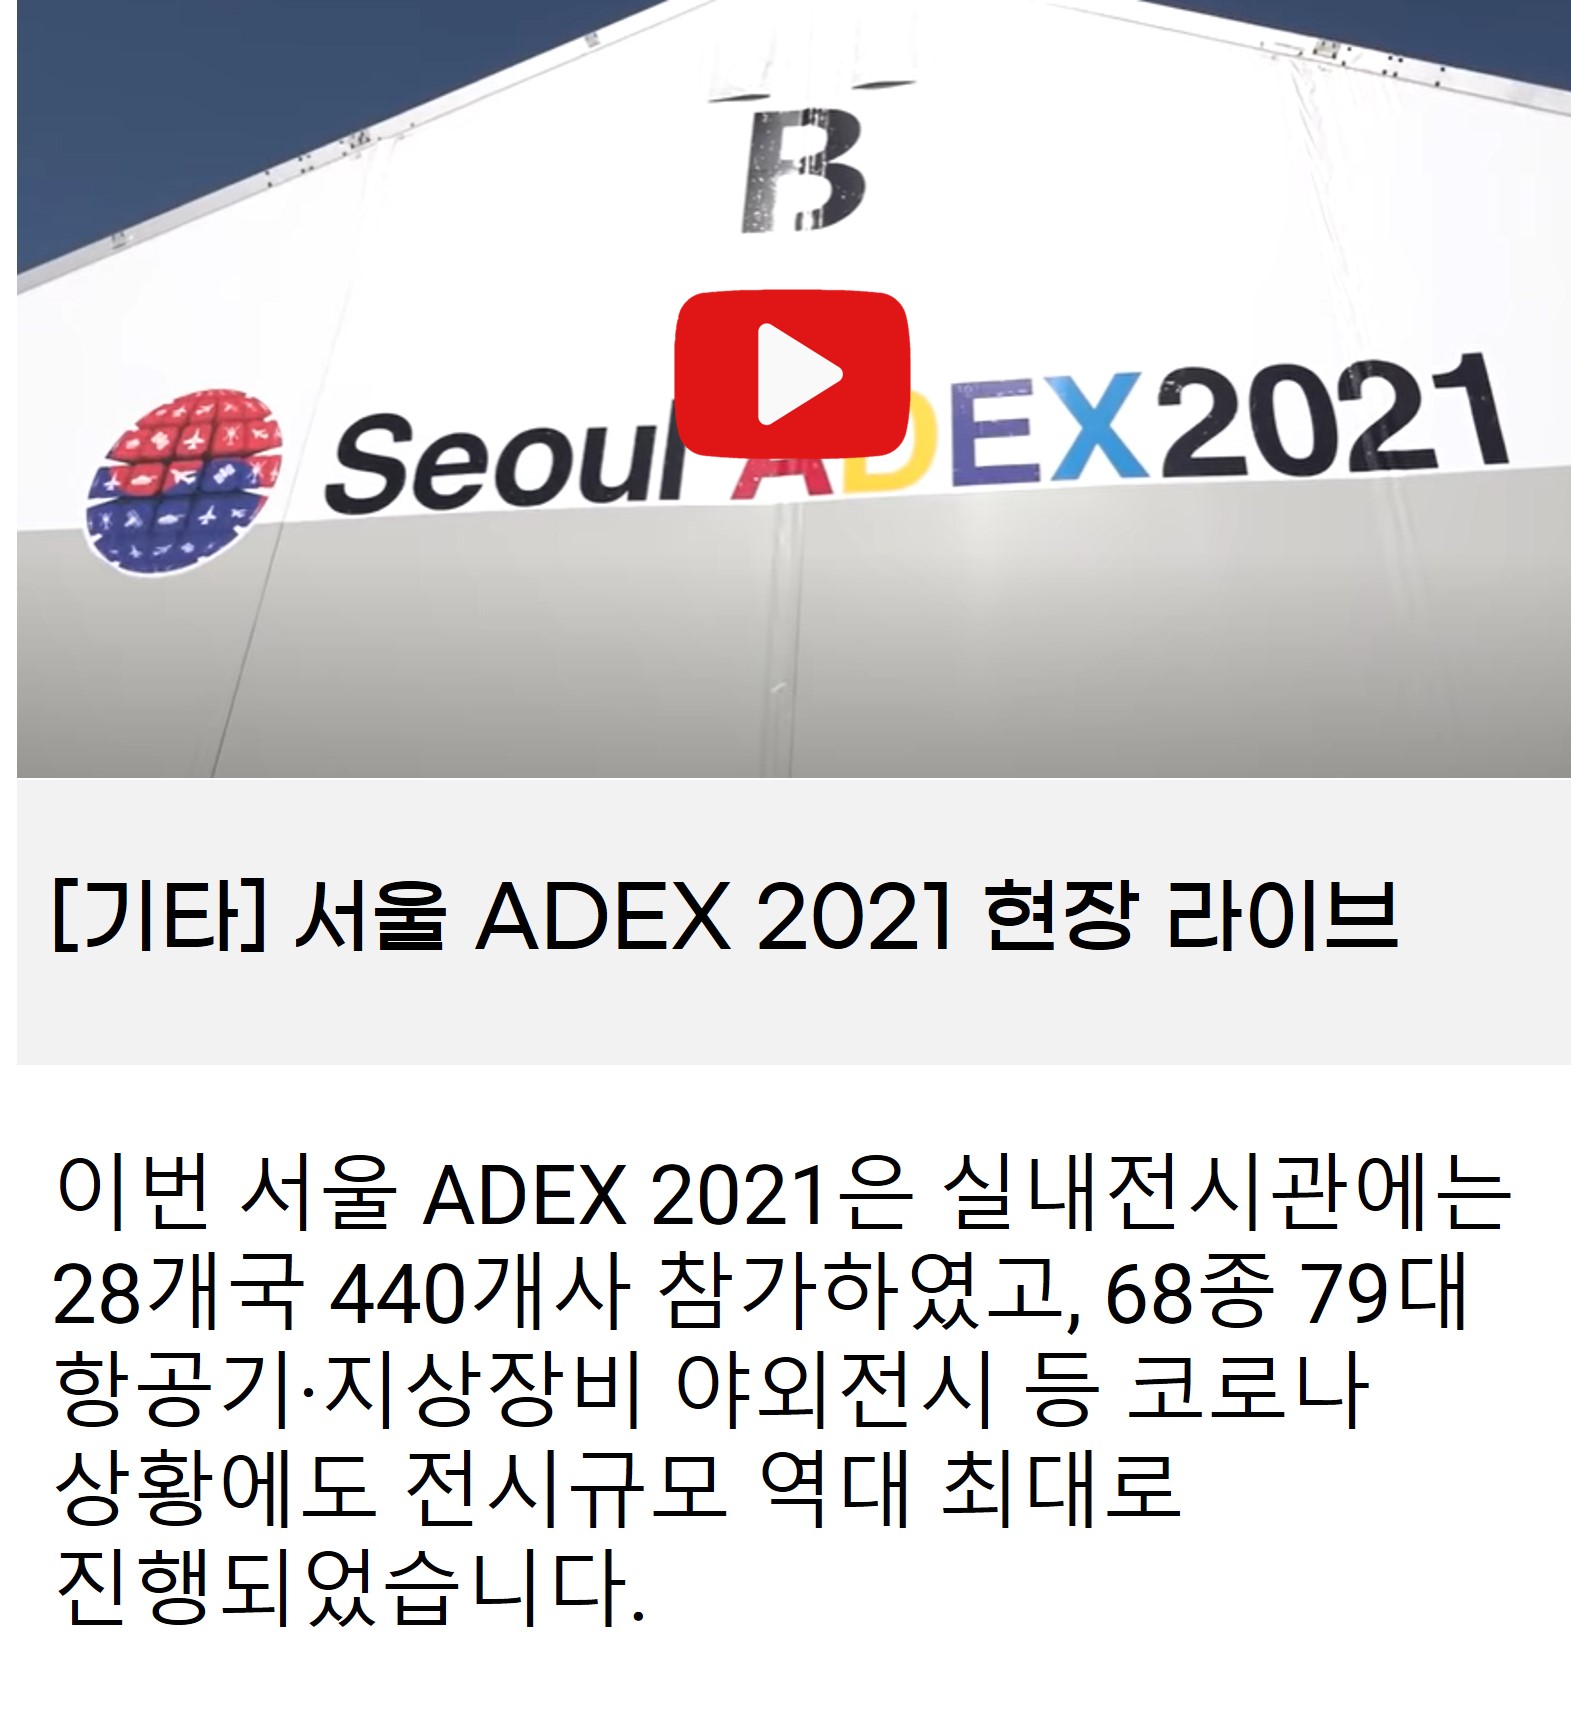 B
Seoul ADEX2021
[기타] 서울 ADEX 2021 현장 라이브
이번 서울 ADEX 2021은 실내전시관에는
28개국 440개사 참가하였고, 68종 79대
항공기·지상장비 야외전시 등 코로나
상황에도 전시규모 역대 최대로
진행되었습니다.